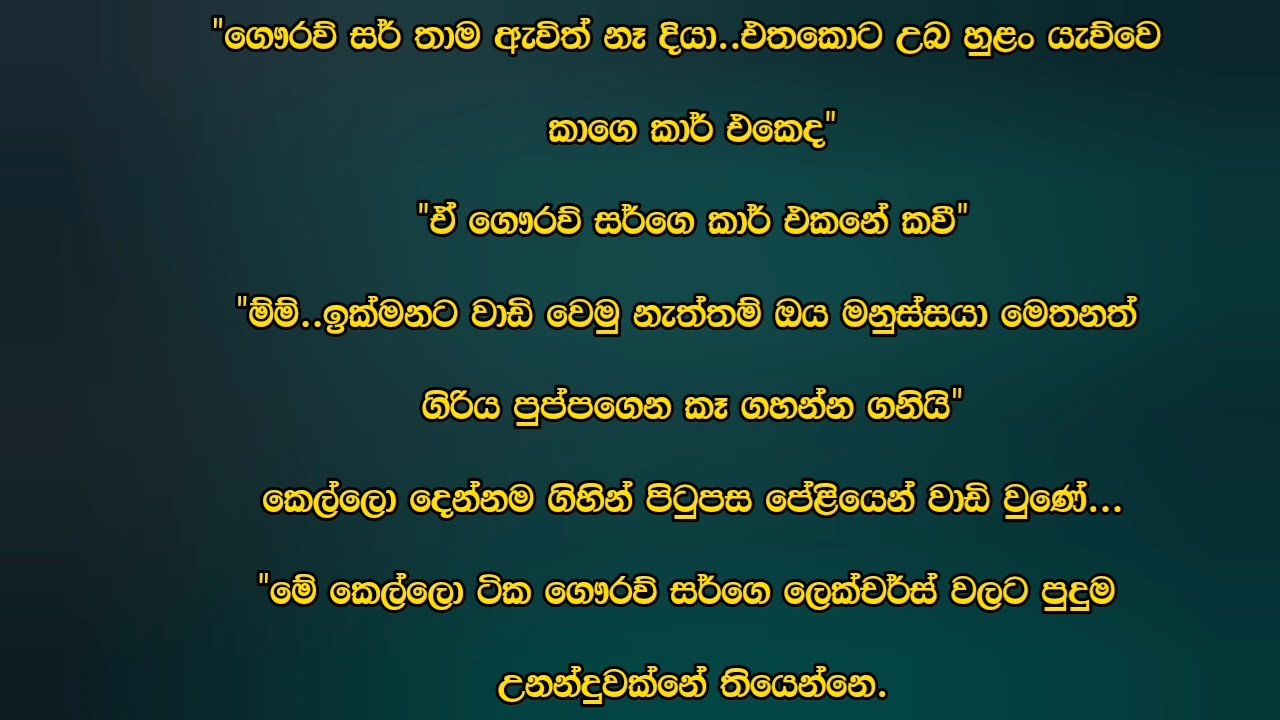 "ගෞරව් සර් තාම ඇවිත් නෑ දියා..එතකොට උබ හුළං යැව්වෙ
කාගෙ කාර් එකෙද"
"ඒ ගෞරව් සර්ගෙ කාර් එකනේ කවී"
"ම්ම්..ඉක්මනට වාඩි වෙමු නැත්තම් ඔය මනුස්සයා මෙතනත්
ගිරිය පුප්පගෙන කෑ ගහන්න ගනියි"
කෙල්ලො දෙන්නම ගිහින් පිටුපස පේළියෙන් වාඩි වුණේ...
"මේ කෙල්ලො ටික ගෞරව් සර්ගෙ ලෙක්චර්ස් වලට පුදුම
උනන්දුවක්නේ තියෙන්නෙ.